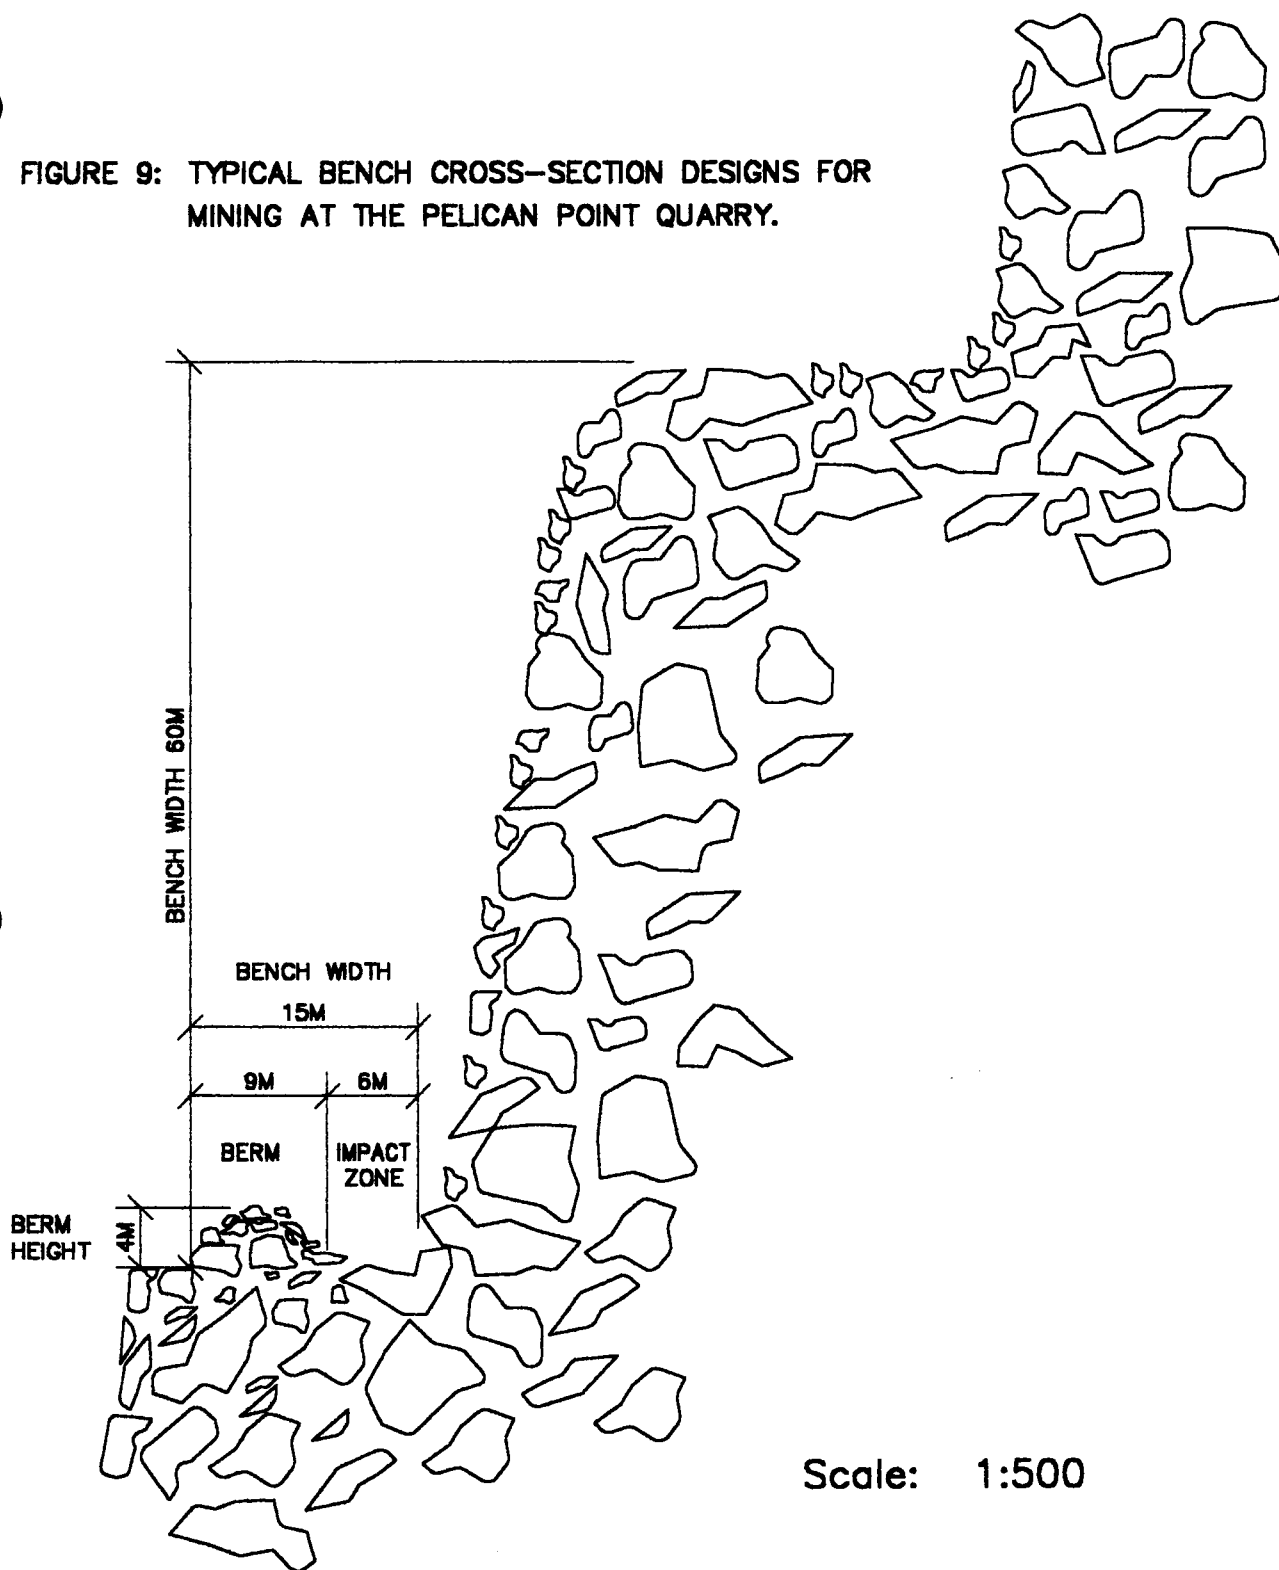 FIGURE 9: TYPICAL BENCH CROSS-SECTION DESIGNS FOR
MINING AT THE PELICAN POINT QUARRY.
BENCH WIDTH 60M
BENCH WIDTH
15M
9M
6M
BERM
IMPACT
ZONE
BERM
HEIGHT
4M
Scale: 1:500